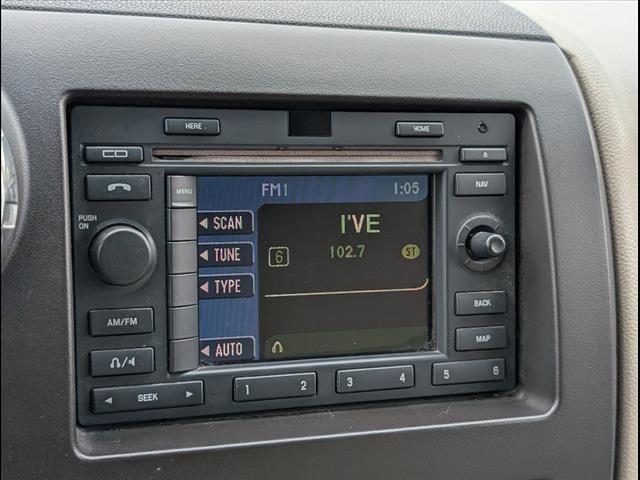 HERE
HOME
MENU
FM1
1:05
NAV
PUSH
ON
SCAN
I'VE
TUNE
6
102.7
ST
TYPE
AM/FM
BACK
AUTO
MAP
SEEK
1 2
3 4
5 6